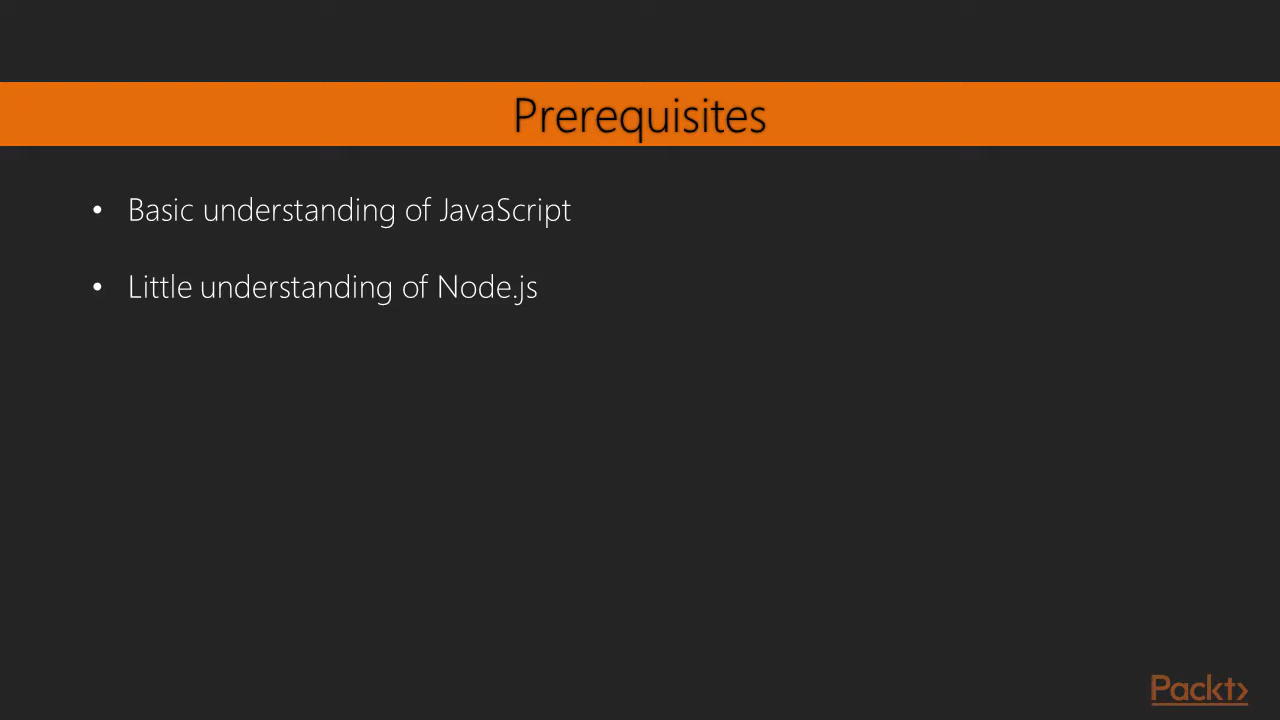 Prerequisites
• Basic understanding of JavaScript
• Little understanding of Node.js
Packt>